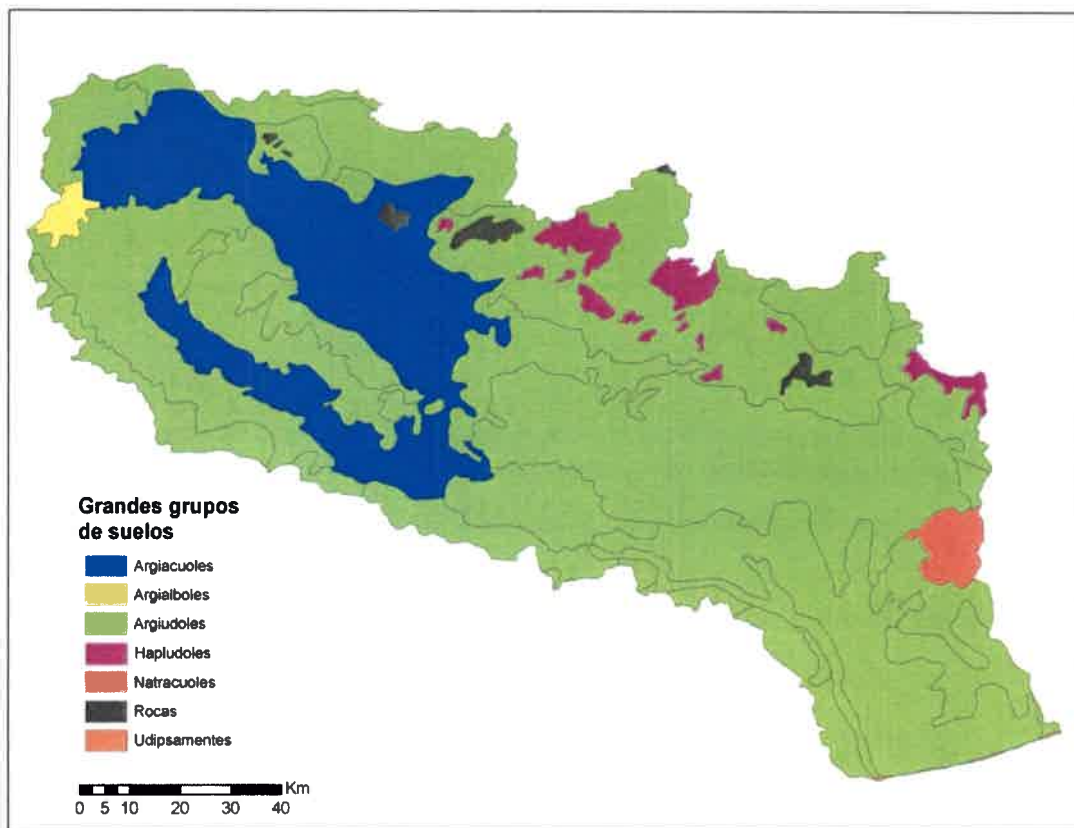 Grandes grupos
de suelos
Argiacuoles
Argialboles
Argiudoles
Hapludoles
Natracuoles
Rocas
Udipsamentes
Km
0 5 10 20 30 40